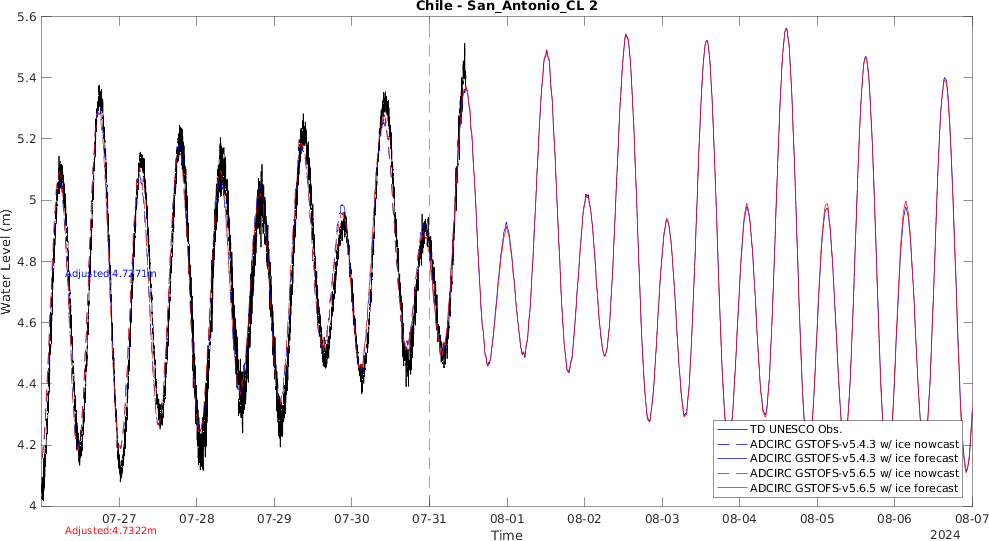 Chile - San_Antonio_CL 2
Water Level (m)
5.6
5.4
5.2
5
4.8
4.6
4.4
4.2
4
Adjusted:4.7271m
Adjusted:4.7322m
TD UNESCO Obs.
ADCIRC GSTOFS-v5.4.3 w/ ice nowcast
ADCIRC GSTOFS-v5.4.3 w/ ice forecast
ADCIRC GSTOFS-v5.6.5 w/ ice nowcast
ADCIRC GSTOFS-v5.6.5 w/ ice forecast
07-27 07-28 07-29 07-30 07-31 08-01 08-02 08-03 08-04 08-05 08-06 08-07
Time
2024